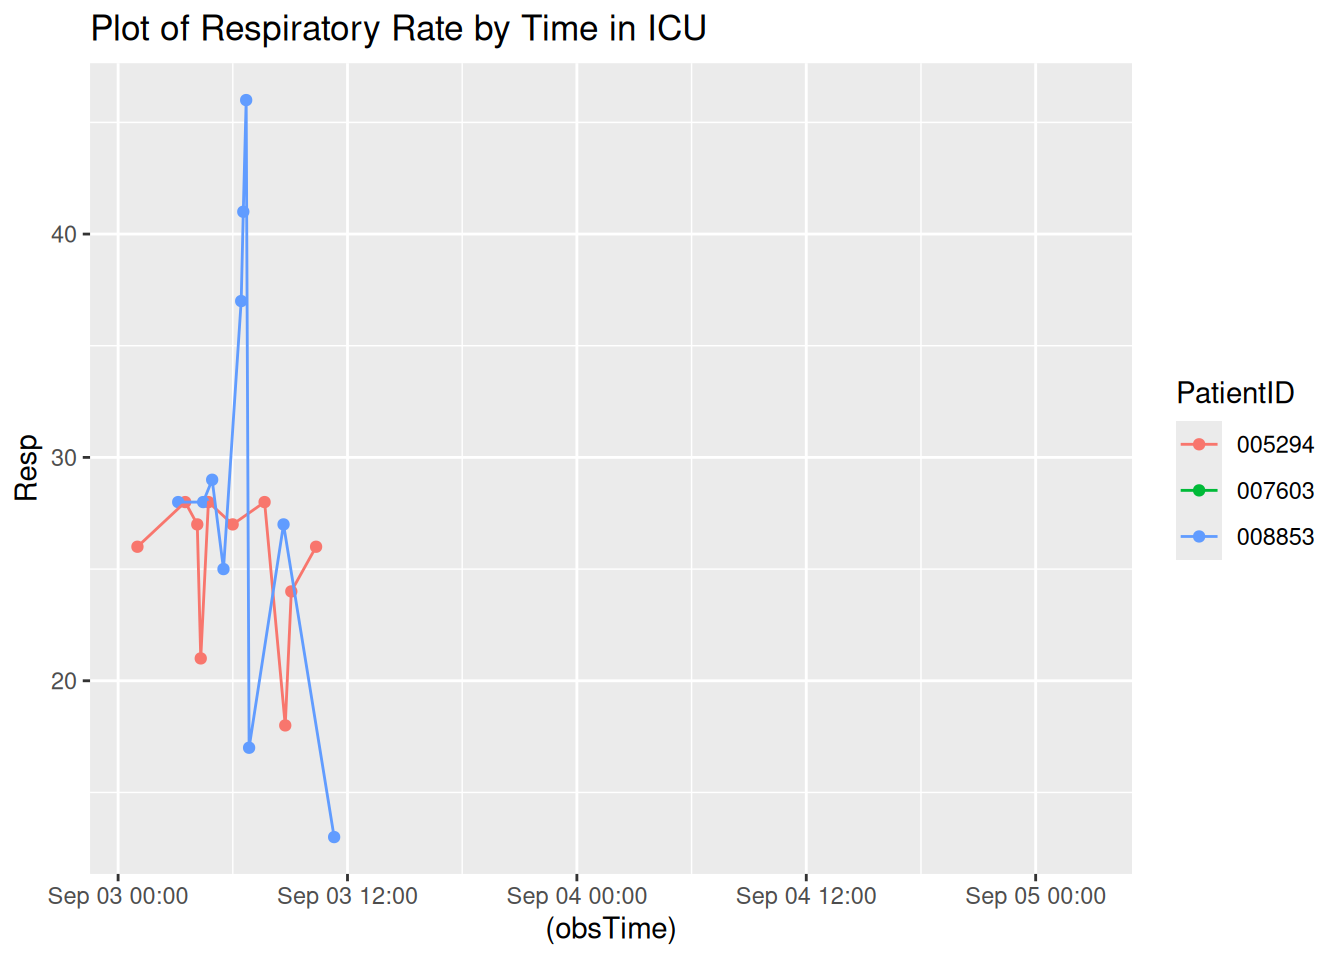 Plot of Respiratory Rate by Time in ICU
Resp
40
30
20
Sep 03 00:00
Sep 03 12:00
Sep 04 00:00
Sep 04 12:00
Sep 05 00:00
(obsTime)
PatientID
005294
007603
008853